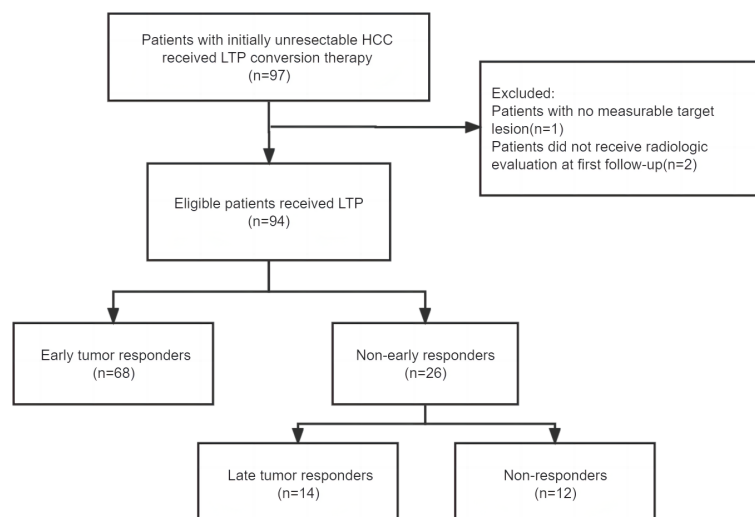 Patients with initially unresectable HCC
received LTP conversion therapy
(n=97)
Excluded:
Patients with no measurable target
lesion(n=1)
Patients did not receive radiologic
evaluation at first follow-up(n=2)
Eligible patients received LTP
(n=94)
Early tumor responders
(n=68)
Non-early responders
(n=26)
Late tumor responders
(n=14)
Non-responders
(n=12)